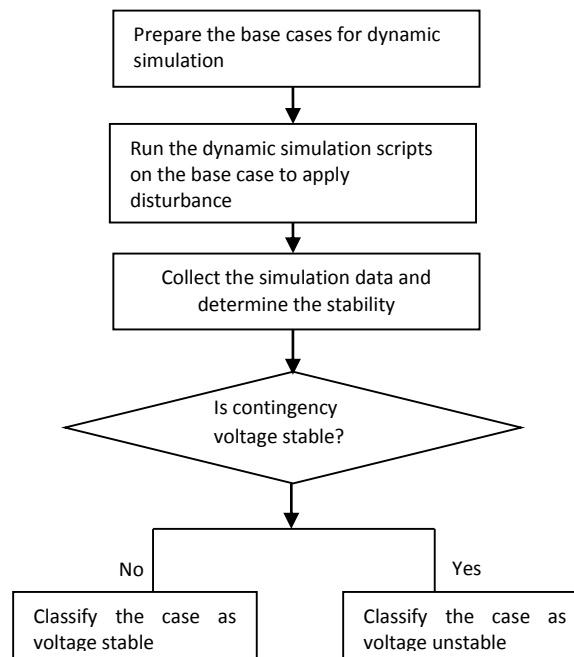 Prepare the base cases for dynamic
simulation
Run the dynamic simulation scripts
on the base case to apply
disturbance
Collect the simulation data and
determine the stability
Is contingency
voltage stable?
No
Yes
Classify the case as
voltage stable
Classify the case as
voltage unstable